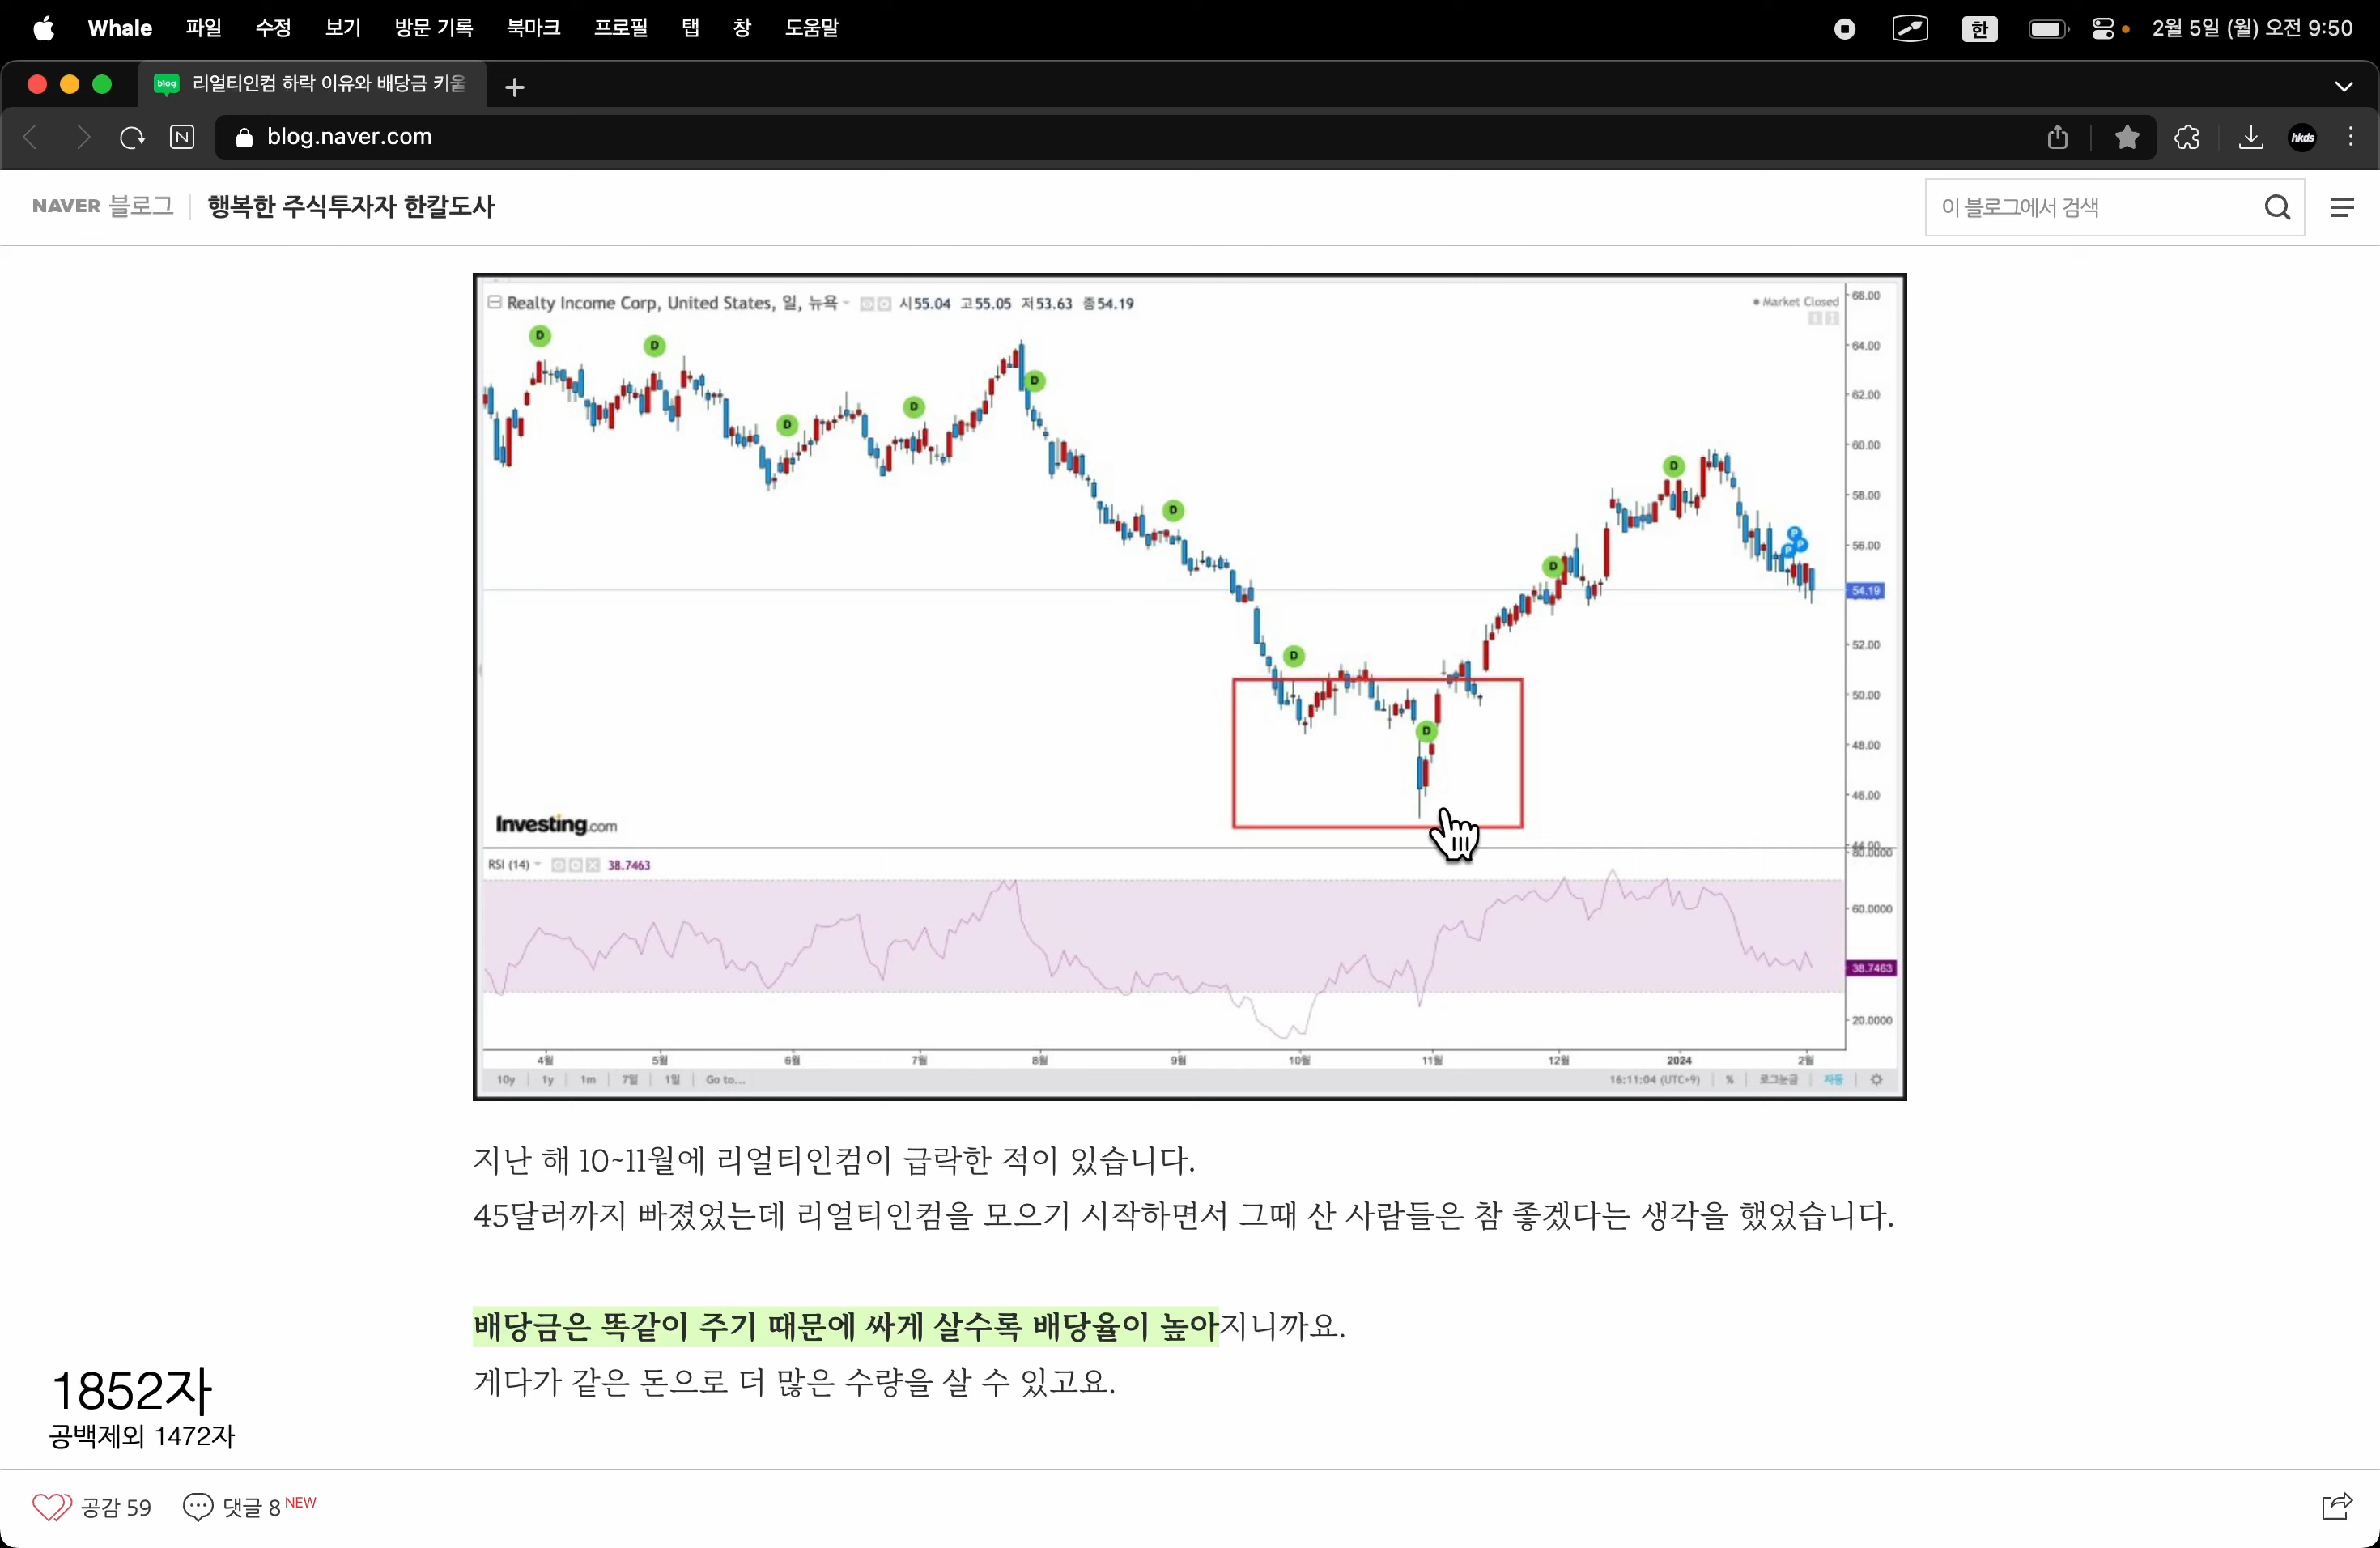 Whale 파일 수정 보기 방문 기록 북마크 프로필 탭 창 도움말 한 2월 5일 (월) 오전 9:50
blog 리얼티인컴 하락 이유와 배당금 키울
N blog.naver.com hkds
NAVER 블로그 행복한 주식투자자 한칼도사 이 블로그에서 검색
Realty Income Corp, United States, 일, 뉴욕 시55.04 고55.05 저53.63 종54.19 Market Closed
66.00
64.00
62.00
60.00
58.00
56.00
54.19
52.00
50.00
48.00
46.00
44.00
D D D D D D D D D D
Investing.com
RSI (14) 38.7463
80.0000
60.0000
38.7463
20.0000
4월 5월 6월 7월 8월 9월 10월 11월 12월 2024 2월
10y 1y 1m 7일 1일 Go to... 16:11:04 (UTC+9) % 로그눈금 자동
지난 해 10~11월에 리얼티인컴이 급락한 적이 있습니다.
45달러까지 빠졌었는데 리얼티인컴을 모으기 시작하면서 그때 산 사람들은 참 좋겠다는 생각을 했었습니다.
배당금은 똑같이 주기 때문에 싸게 살수록 배당율이 높아지니까요.
게다가 같은 돈으로 더 많은 수량을 살 수 있고요.
1852자
공백제외 1472자
공감 59 댓글 8 NEW